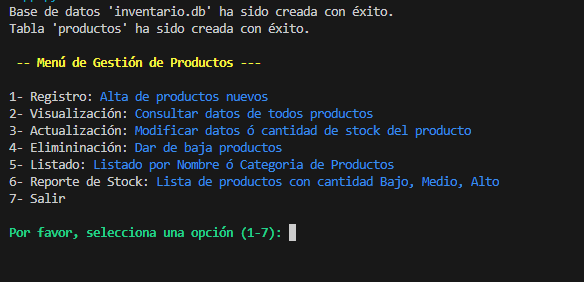 Base de datos 'inventario.db' ha sido creada con éxito.
Tabla 'productos' ha sido creada con éxito.
-- Menú de Gestión de Productos ---
1- Registro: Alta de productos nuevos
2- Visualización: Consultar datos de todos productos
3- Actualización: Modificar datos ó cantidad de stock del producto
4- Elimininación: Dar de baja productos
5- Listado: Listado por Nombre ó Categoria de Productos
6- Reporte de Stock: Lista de productos con cantidad Bajo, Medio, Alto
7- Salir
Por favor, selecciona una opción (1-7):